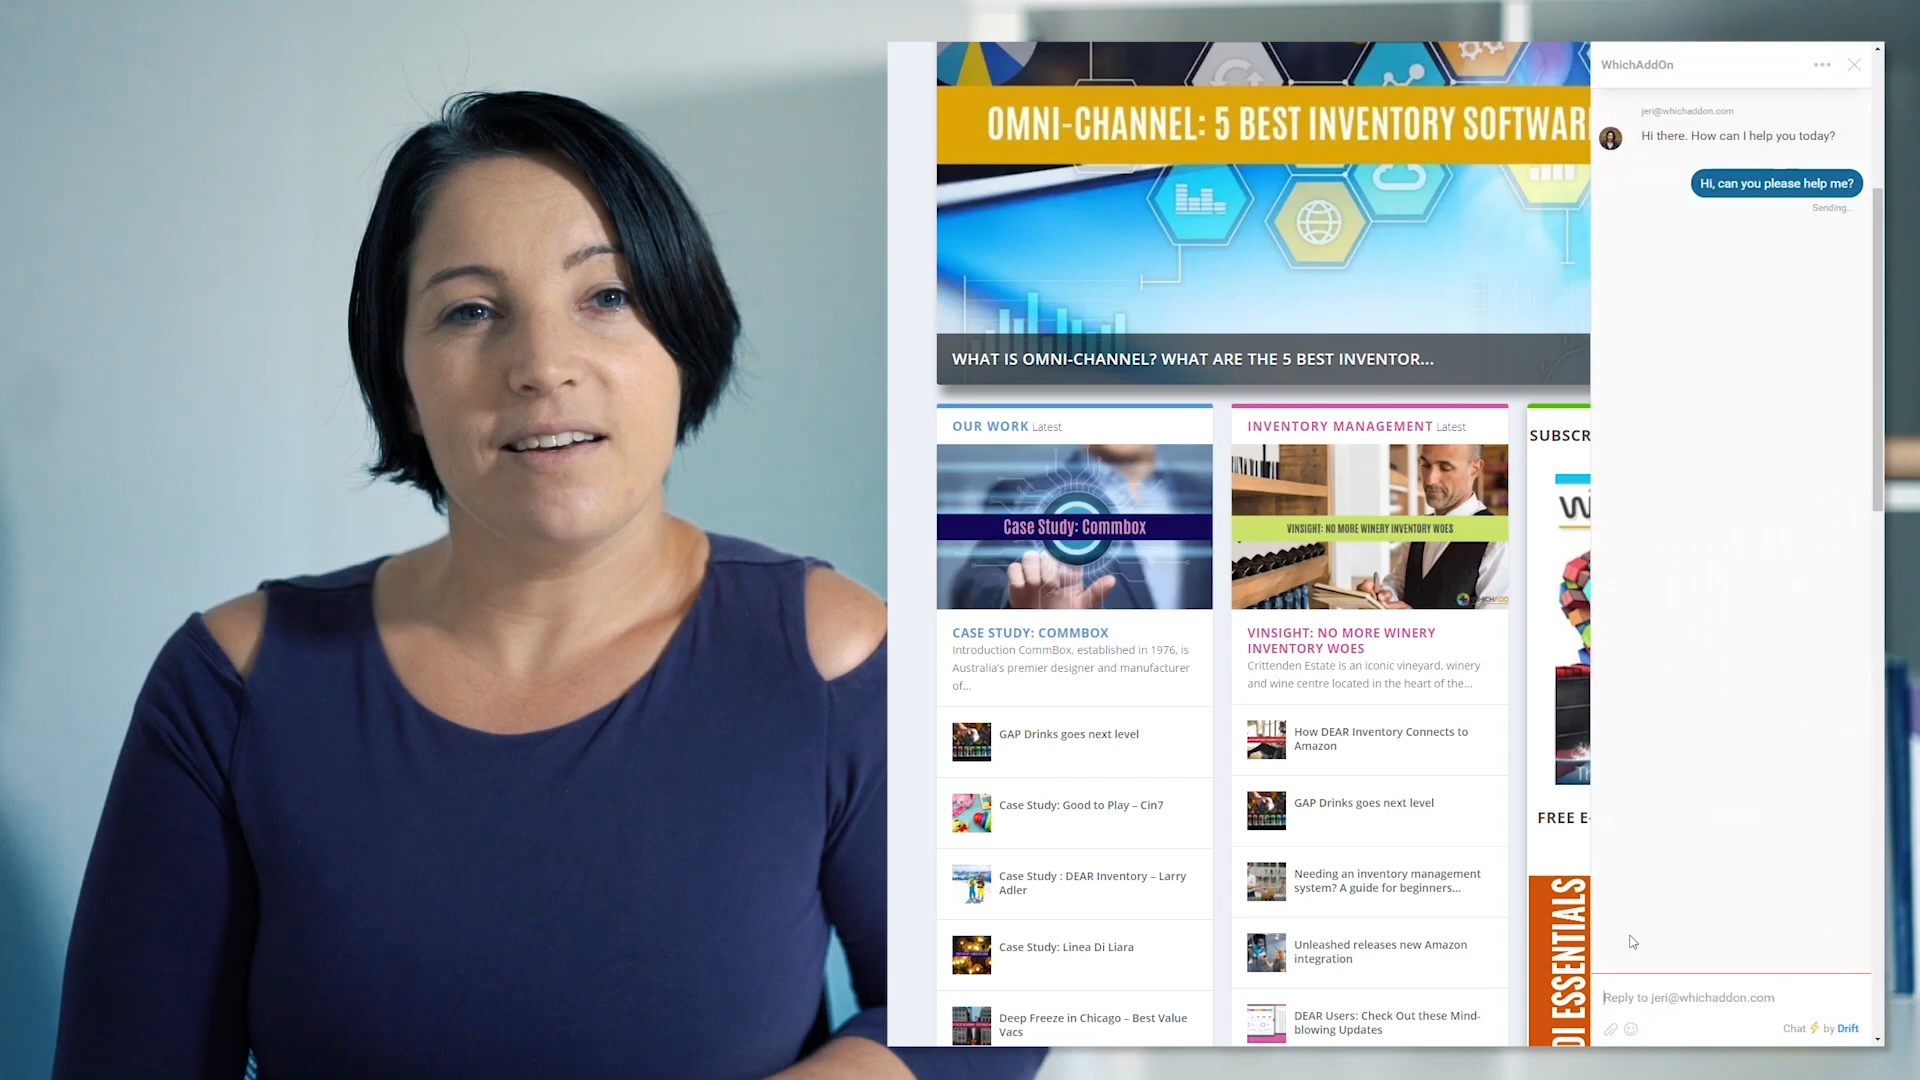 OMNI-CHANNEL: 5 BEST INVENTORY SOFTWAR
WHAT IS OMNI-CHANNEL? WHAT ARE THE 5 BEST INVENTOR...
OUR WORK Latest
Case Study: Commbox
CASE STUDY: COMMBOX
Introduction CommBox, established in 1976, is
Australia's premier designer and manufacturer
of...
GAP Drinks goes next level
Case Study: Good to Play – Cin7
Case Study : DEAR Inventory – Larry
Adler
Case Study: Linea Di Liara
Deep Freeze in Chicago – Best Value
Vacs
INVENTORY MANAGEMENT Latest
VINSIGHT: NO MORE WINERY INVENTORY WOES
VINSIGHT: NO MORE WINERY
INVENTORY WOES
Crittenden Estate is an iconic vineyard, winery
and wine centre located in the heart of the...
How DEAR Inventory Connects to
Amazon
GAP Drinks goes next level
Needing an inventory management
system? A guide for beginners...
Unleashed releases new Amazon
integration
DEAR Users: Check Out these Mind-
blowing Updates
SUBSCR
FREE E-
DI ESSENTIALS
WhichAddOn
jeri@whichaddon.com
Hi there. How can I help you today?
Hi, can you please help me?
Sending...
Reply to jeri@whichaddon.com
Chat by Drift